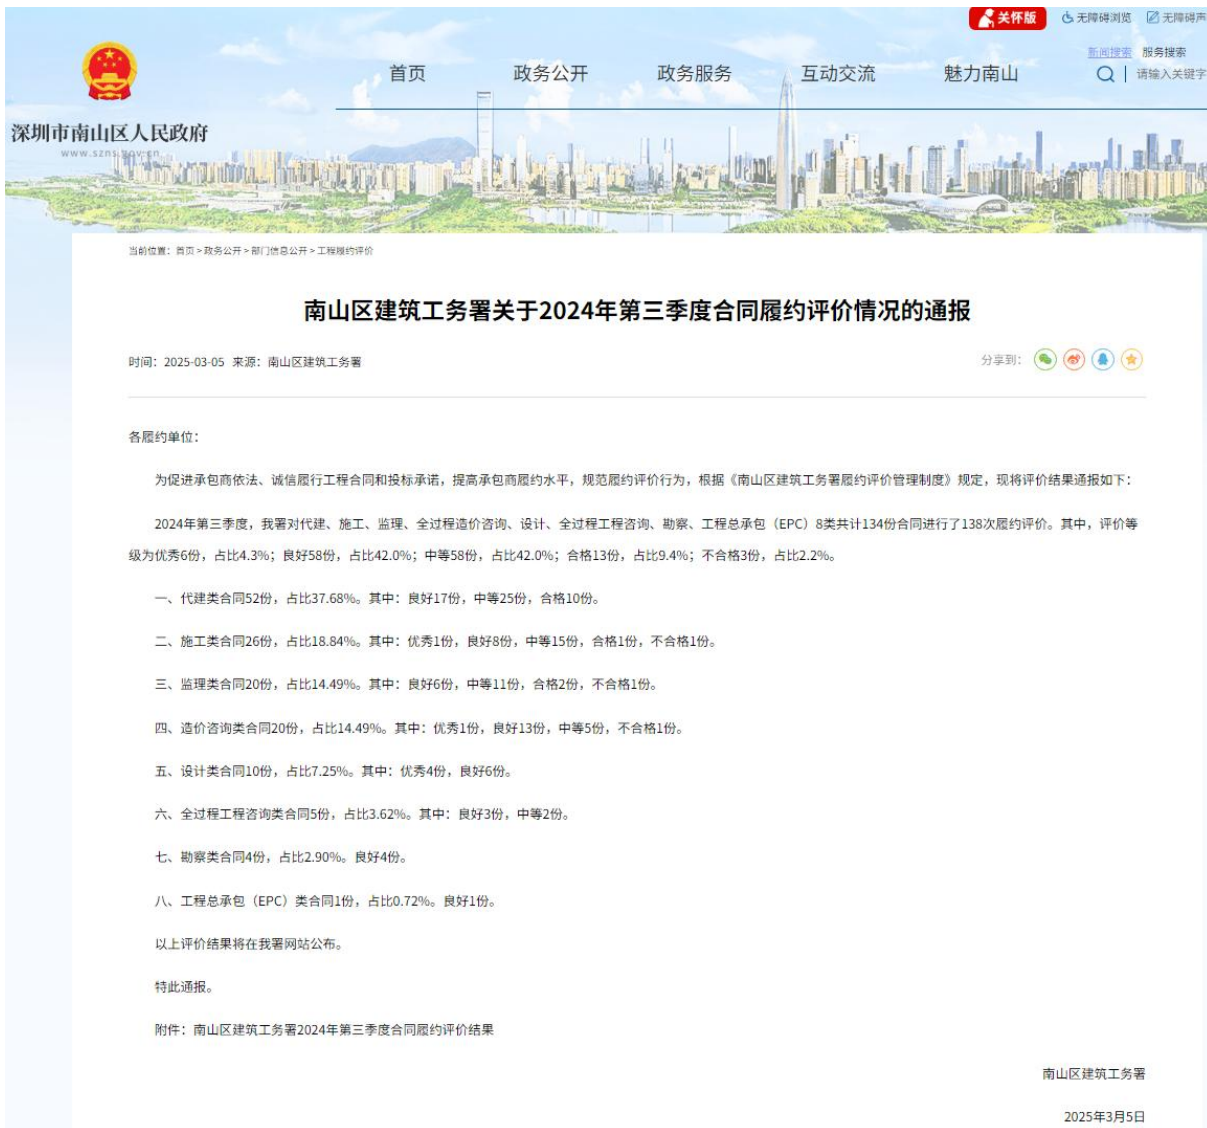 关怀版 无障碍浏览 无障碍声
新闻搜索 服务搜索
首页 政务公开 政务服务 互动交流 魅力南山 请输入关键字
深圳市南山区人民政府
www.szns.gov.cn
当前位置：首页>政务公开>部门信息公开>工程履约评价
南山区建筑工务署关于2024年第三季度合同履约评价情况的通报
时间：2025-03-05 来源：南山区建筑工务署 分享到：
各履约单位：
为促进承包商依法、诚信履行工程合同和投标承诺，提高承包商履约水平，规范履约评价行为，根据《南山区建筑工务署履约评价管理制度》规定，现将评价结果通报如下：
2024年第三季度，我署对代建、施工、监理、全过程造价咨询、设计、全过程工程咨询、勘察、工程总承包（EPC）8类共计134份合同进行了138次履约评价。其中，评价等
级为优秀6份，占比4.3%；良好58份，占比42.0%；中等58份，占比42.0%；合格13份，占比9.4%；不合格3份，占比2.2%。
一、代建类合同52份，占比37.68%。其中：良好17份，中等25份，合格10份。
二、施工类合同26份，占比18.84%。其中：优秀1份，良好8份，中等15份，合格1份，不合格1份。
三、监理类合同20份，占比14.49%。其中：良好6份，中等11份，合格2份，不合格1份。
四、造价咨询类合同20份，占比14.49%。其中：优秀1份，良好13份，中等5份，不合格1份。
五、设计类合同10份，占比7.25%。其中：优秀4份，良好6份。
六、全过程工程咨询类合同5份，占比3.62%。其中：良好3份，中等2份。
七、勘察类合同4份，占比2.90%。良好4份。
八、工程总承包（EPC）类合同1份，占比0.72%。良好1份。
以上评价结果将在我署网站公布。
特此通报。
附件：南山区建筑工务署2024年第三季度合同履约评价结果
南山区建筑工务署
2025年3月5日